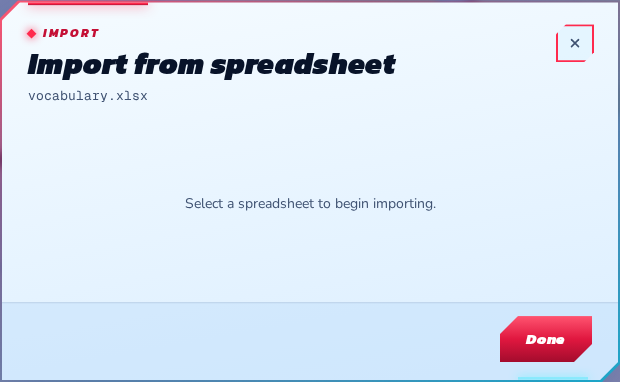 IMPORT
Import from spreadsheet
vocabulary.xlsx
Select a spreadsheet to begin importing.
Done